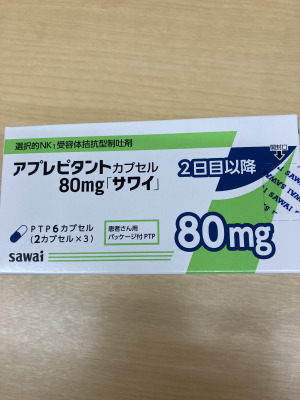 選択的NK₁受容体拮抗型制吐剤
アプレピタントカプセル
80mg「サワイ」
2日目以降
開封口
80mg
PTP6カプセル
(2カプセル×3)
患者さん用
パッケージ付PTP
sawai